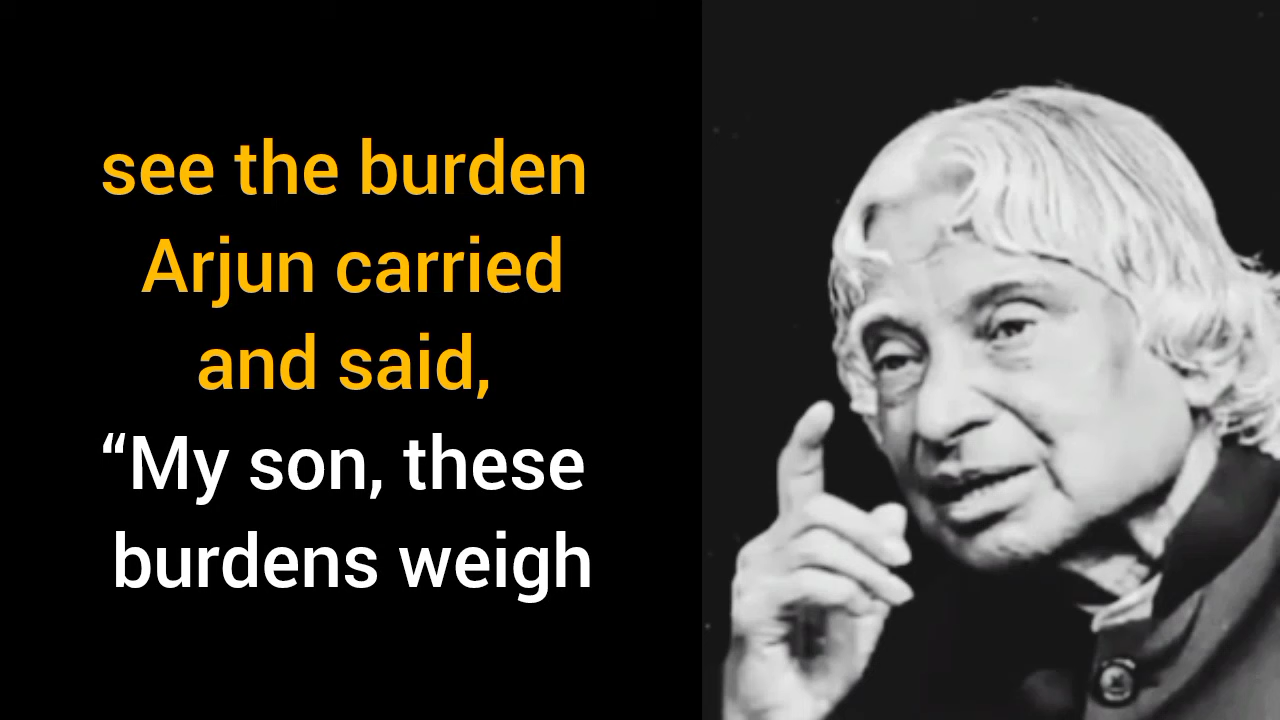 see the burden
Arjun carried
and said,
“My son, these
burdens weigh